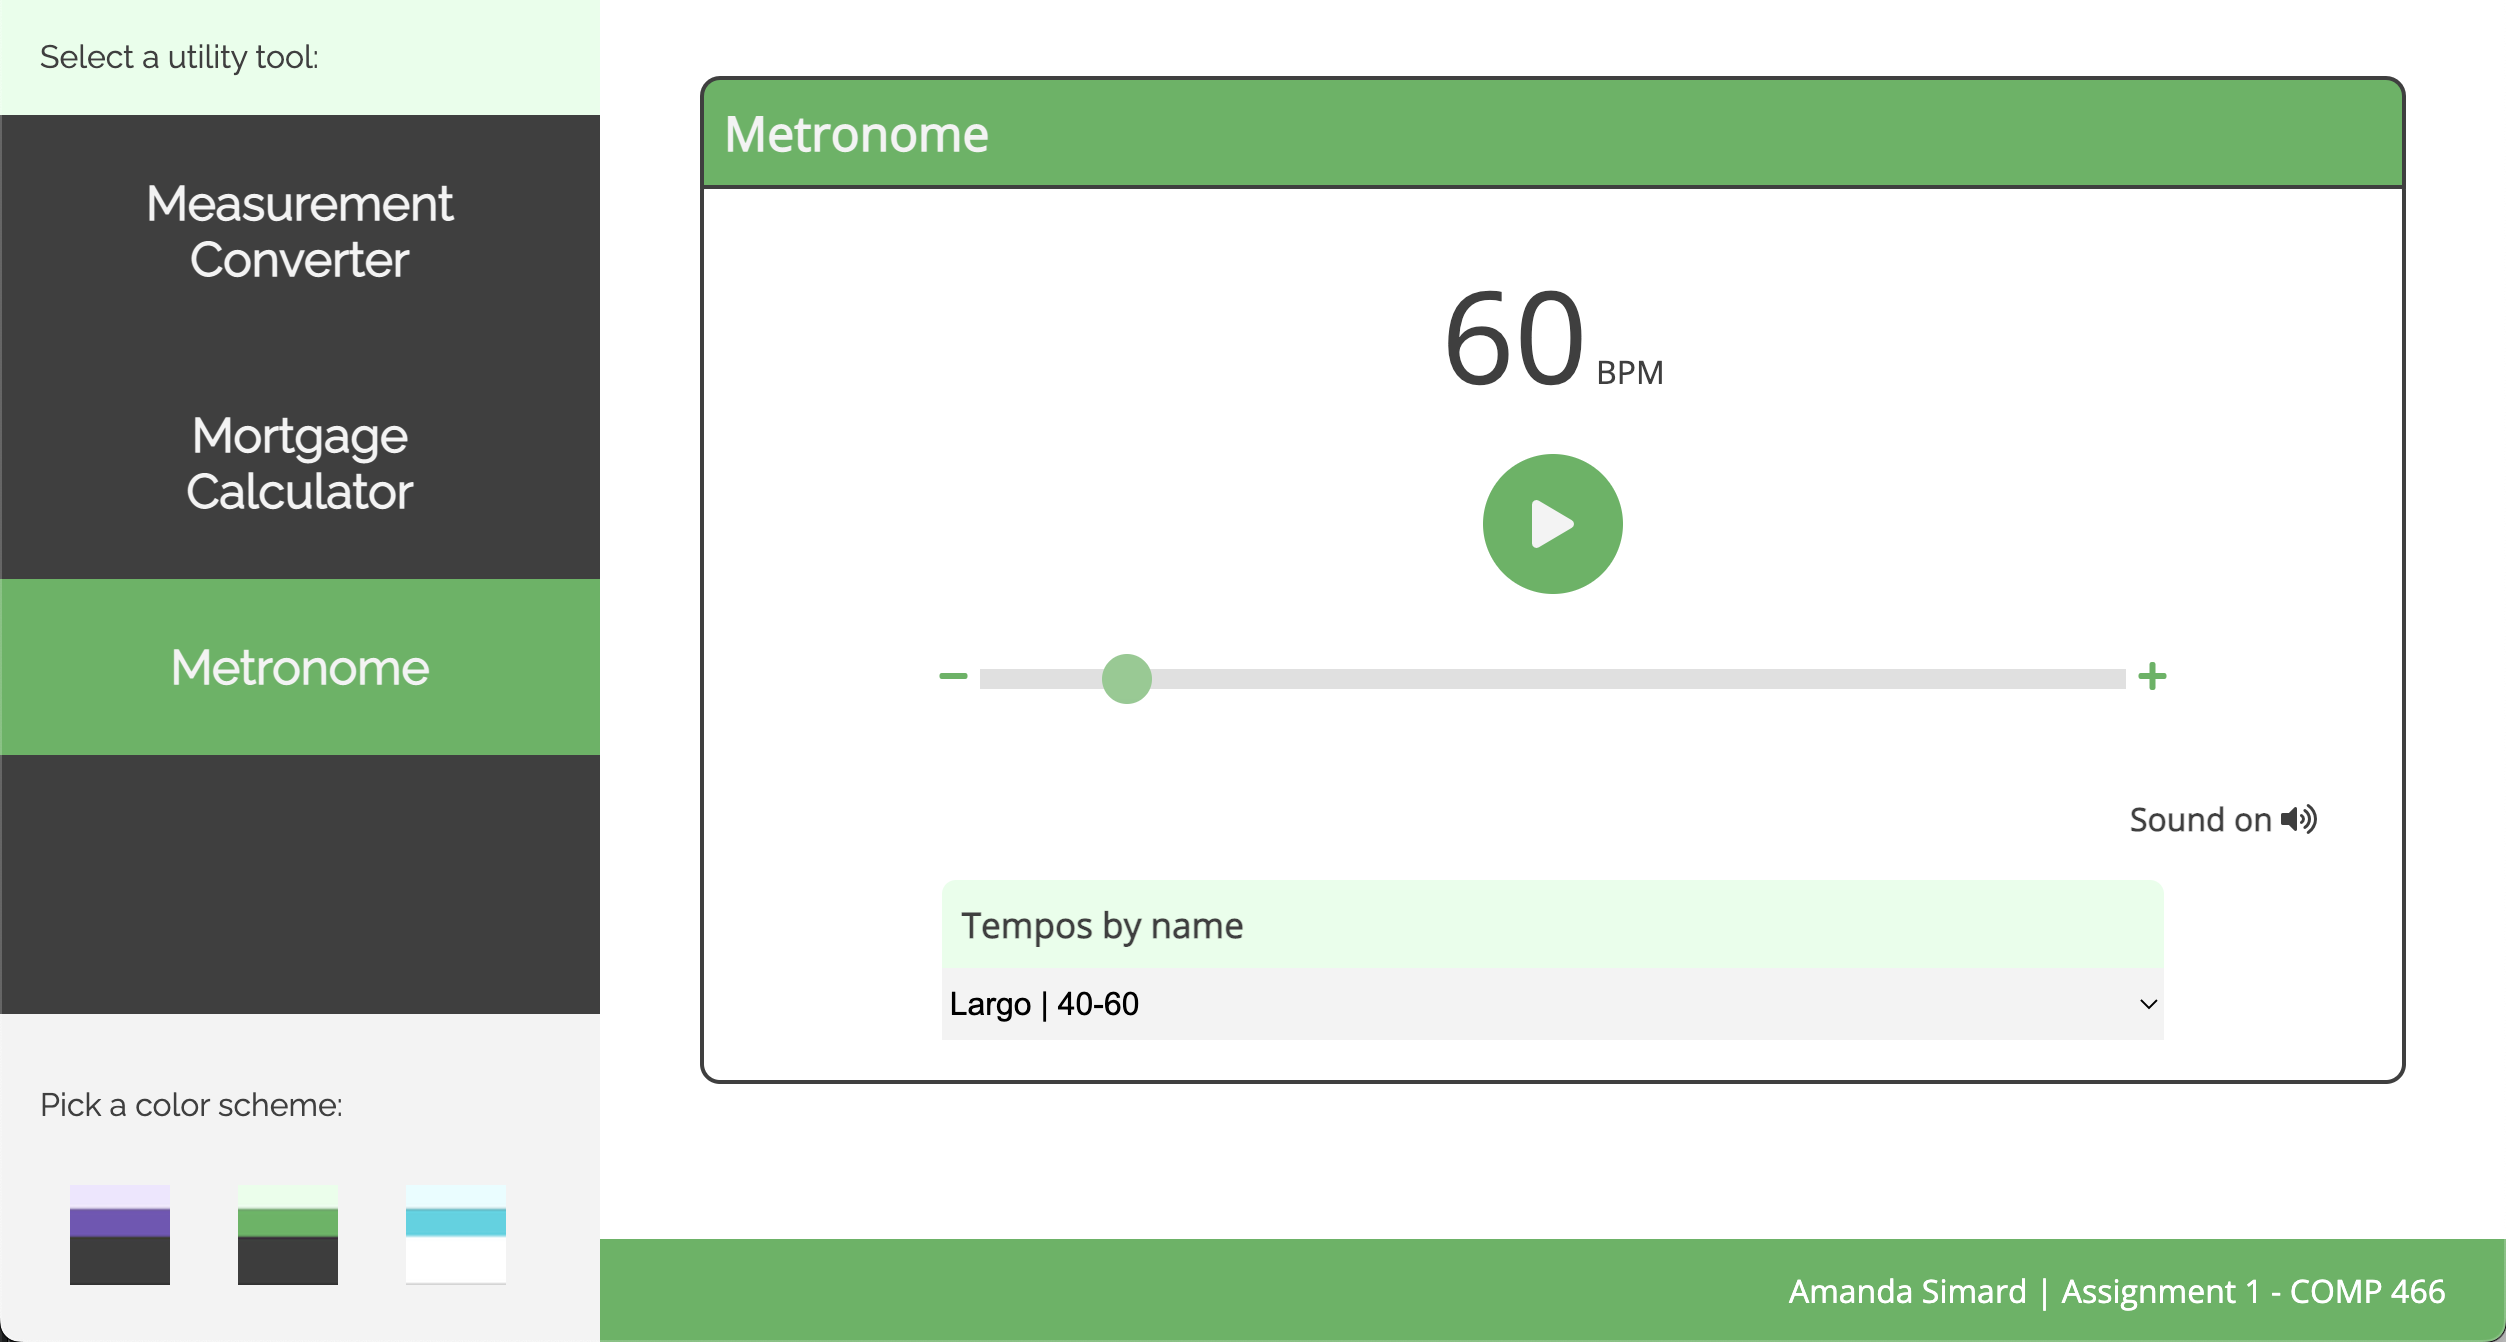 Select a utility tool:
Measurement
Converter
Mortgage
Calculator
Metronome
Pick a color scheme:
Metronome
60 BPM
Sound on
Tempos by name
Largo | 40-60
Amanda Simard | Assignment 1 - COMP 466